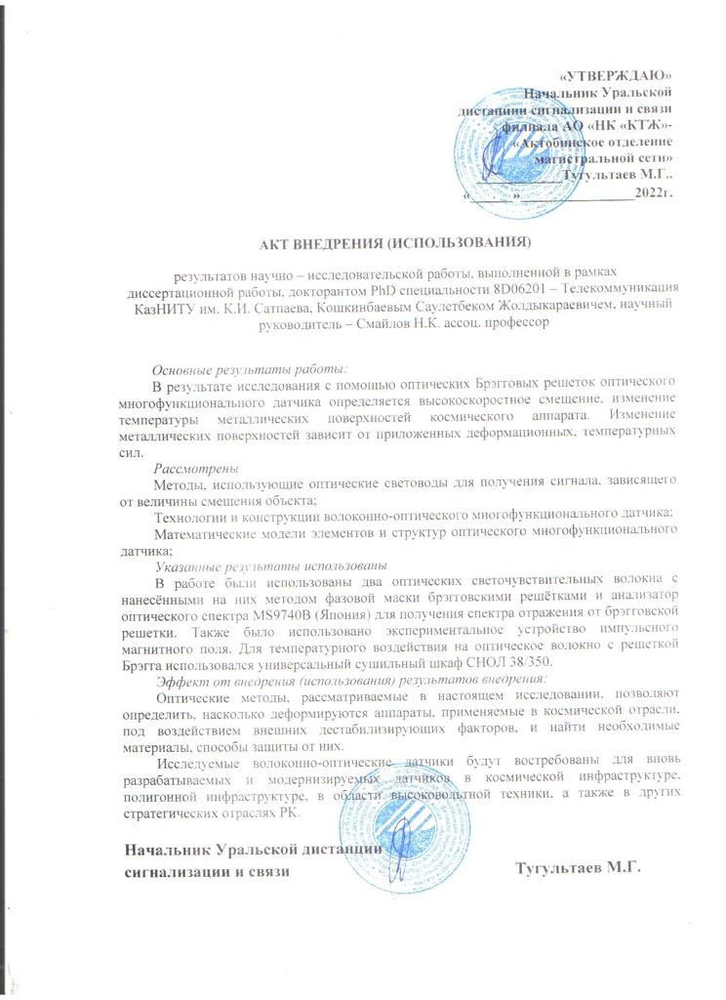 «УТВЕРЖДАЮ»
Начальник Уральской
дистанции сигнализации и связи
филиала АО «НК «КТЖ»-
«Актобинское отделение
магистральной сети»
____________Тугультаев М.Г..
«______»_________________2022г.
АКТ ВНЕДРЕНИЯ (ИСПОЛЬЗОВАНИЯ)
результатов научно – исследовательской работы, выполненной в рамках
диссертационной работы, докторантом PhD специальности 8D06201 – Телекоммуникация
КазНИТУ им. К.И. Сатпаева, Кошкинбаевым Саулетбеком Жолдыкараевичем, научный
руководитель – Смайлов Н.К. ассоц. профессор
Основные результаты работы:
В результате исследования с помощью оптических Брэгговых решеток оптического
многофункционального датчика определяется высокоскоростное смещение, изменение
температуры металлических поверхностей космического аппарата. Изменение
металлических поверхностей зависит от приложенных деформационных, температурных
сил.
Рассмотрены
Методы, использующие оптические световоды для получения сигнала, зависящего
от величины смещения объекта;
Технологии и конструкции волоконно-оптического многофункционального датчика;
Математические модели элементов и структур оптического многофункционального
датчика;
Указанные результаты использованы
В работе были использованы два оптических светочувствительных волокна с
нанесёнными на них методом фазовой маски брэгговскими решётками и анализатор
оптического спектра MS9740B (Япония) для получения спектра отражения от брэгговской
решетки. Также было использовано экспериментальное устройство импульсного
магнитного поля. Для температурного воздействия на оптическое волокно с решеткой
Брэгга использовался универсальный сушильный шкаф СНОЛ 38/350.
Эффект от внедрения (использования) результатов внедрения:
Оптические методы, рассматриваемые в настоящем исследовании, позволяют
определить, насколько деформируются аппараты, применяемые в космической отрасли,
под воздействием внешних дестабилизирующих факторов, и найти необходимые
материалы, способы защиты от них.
Исследуемые волоконно-оптические датчики будут востребованы для вновь
разрабатываемых и модернизируемых датчиков в космической инфраструктуре,
полигонной инфраструктуре, в области высоковольтной техники, а также в других
стратегических отраслях РК.
Начальник Уральской дистанции
сигнализации и связи
Тугультаев М.Г.